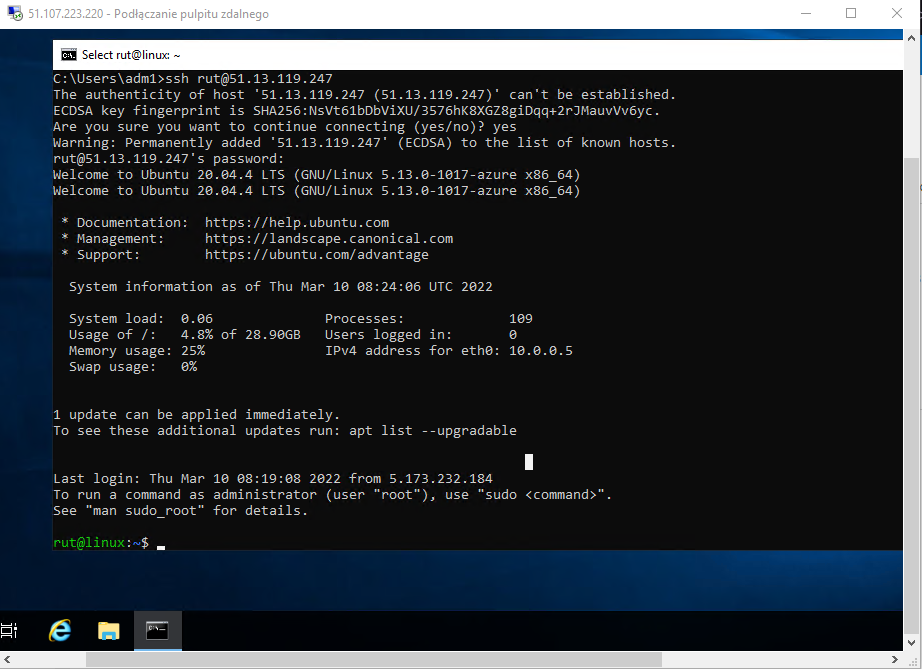 51.107.223.220 - Podłączanie pulpitu zdalnego
Select rut@linux: ~
C:\Users\adm1>ssh rut@51.13.119.247
The authenticity of host '51.13.119.247 (51.13.119.247)' can't be established.
ECDSA key fingerprint is SHA256:NsVt61bDbViXU/3576hK8XGZ8giDqq+2rJMauvVv6yc.
Are you sure you want to continue connecting (yes/no)? yes
Warning: Permanently added '51.13.119.247' (ECDSA) to the list of known hosts.
rut@51.13.119.247's password:
Welcome to Ubuntu 20.04.4 LTS (GNU/Linux 5.13.0-1017-azure x86_64)
Welcome to Ubuntu 20.04.4 LTS (GNU/Linux 5.13.0-1017-azure x86_64)
* Documentation: https://help.ubuntu.com
* Management: https://landscape.canonical.com
* Support: https://ubuntu.com/advantage
System information as of Thu Mar 10 08:24:06 UTC 2022
System load: 0.06 Processes: 109
Usage of /: 4.8% of 28.90GB Users logged in: 0
Memory usage: 25% IPv4 address for eth0: 10.0.0.5
Swap usage: 0%
1 update can be applied immediately.
To see these additional updates run: apt list --upgradable
Last login: Thu Mar 10 08:19:08 2022 from 5.173.232.184
To run a command as administrator (user "root"), use "sudo <command>".
See "man sudo_root" for details.
rut@linux:~$